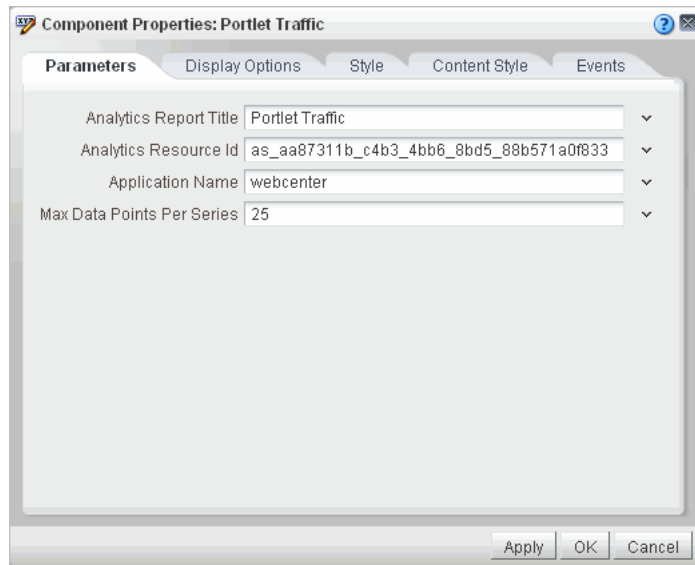 Component Properties: Portlet Traffic
Parameters Display Options Style Content Style Events
Analytics Report Title Portlet Traffic
Analytics Resource Id as_aa87311b_c4b3_4bb6_8bd5_88b571a0f833
Application Name webcenter
Max Data Points Per Series 25
Apply OK Cancel